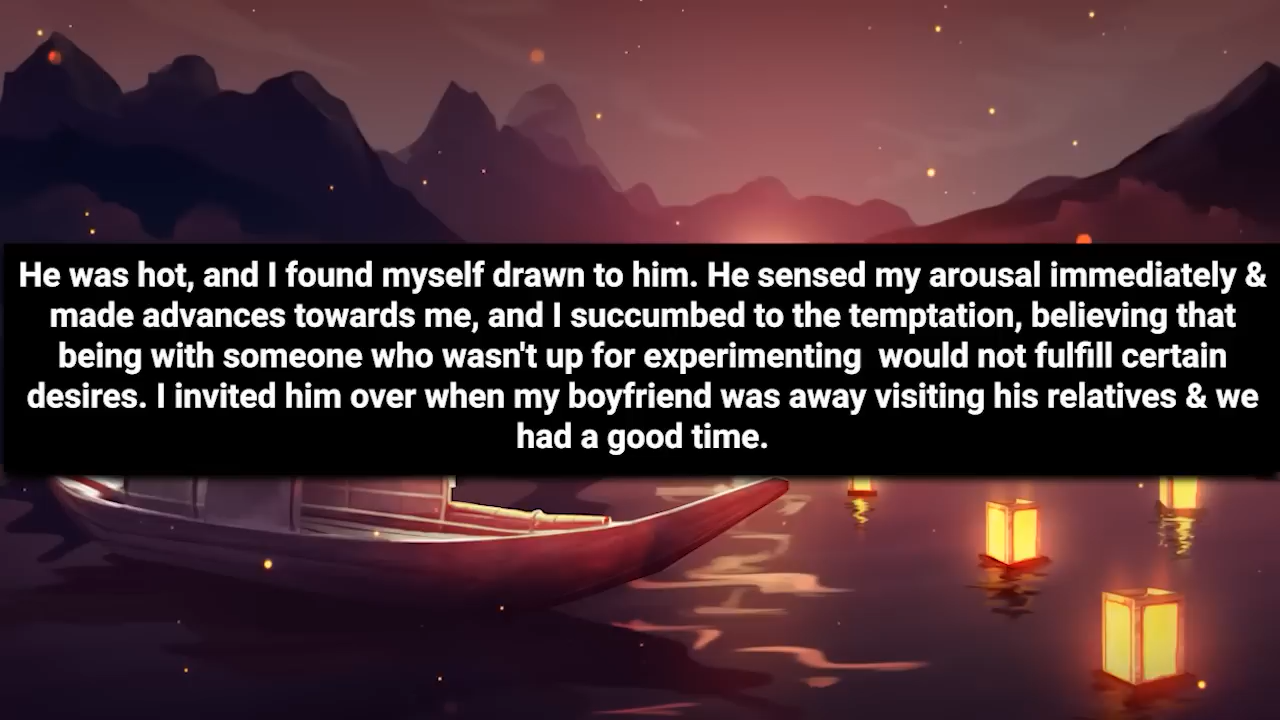 He was hot, and I found myself drawn to him. He sensed my arousal immediately &
made advances towards me, and I succumbed to the temptation, believing that
being with someone who wasn't up for experimenting  would not fulfill certain
desires. I invited him over when my boyfriend was away visiting his relatives & we
had a good time.